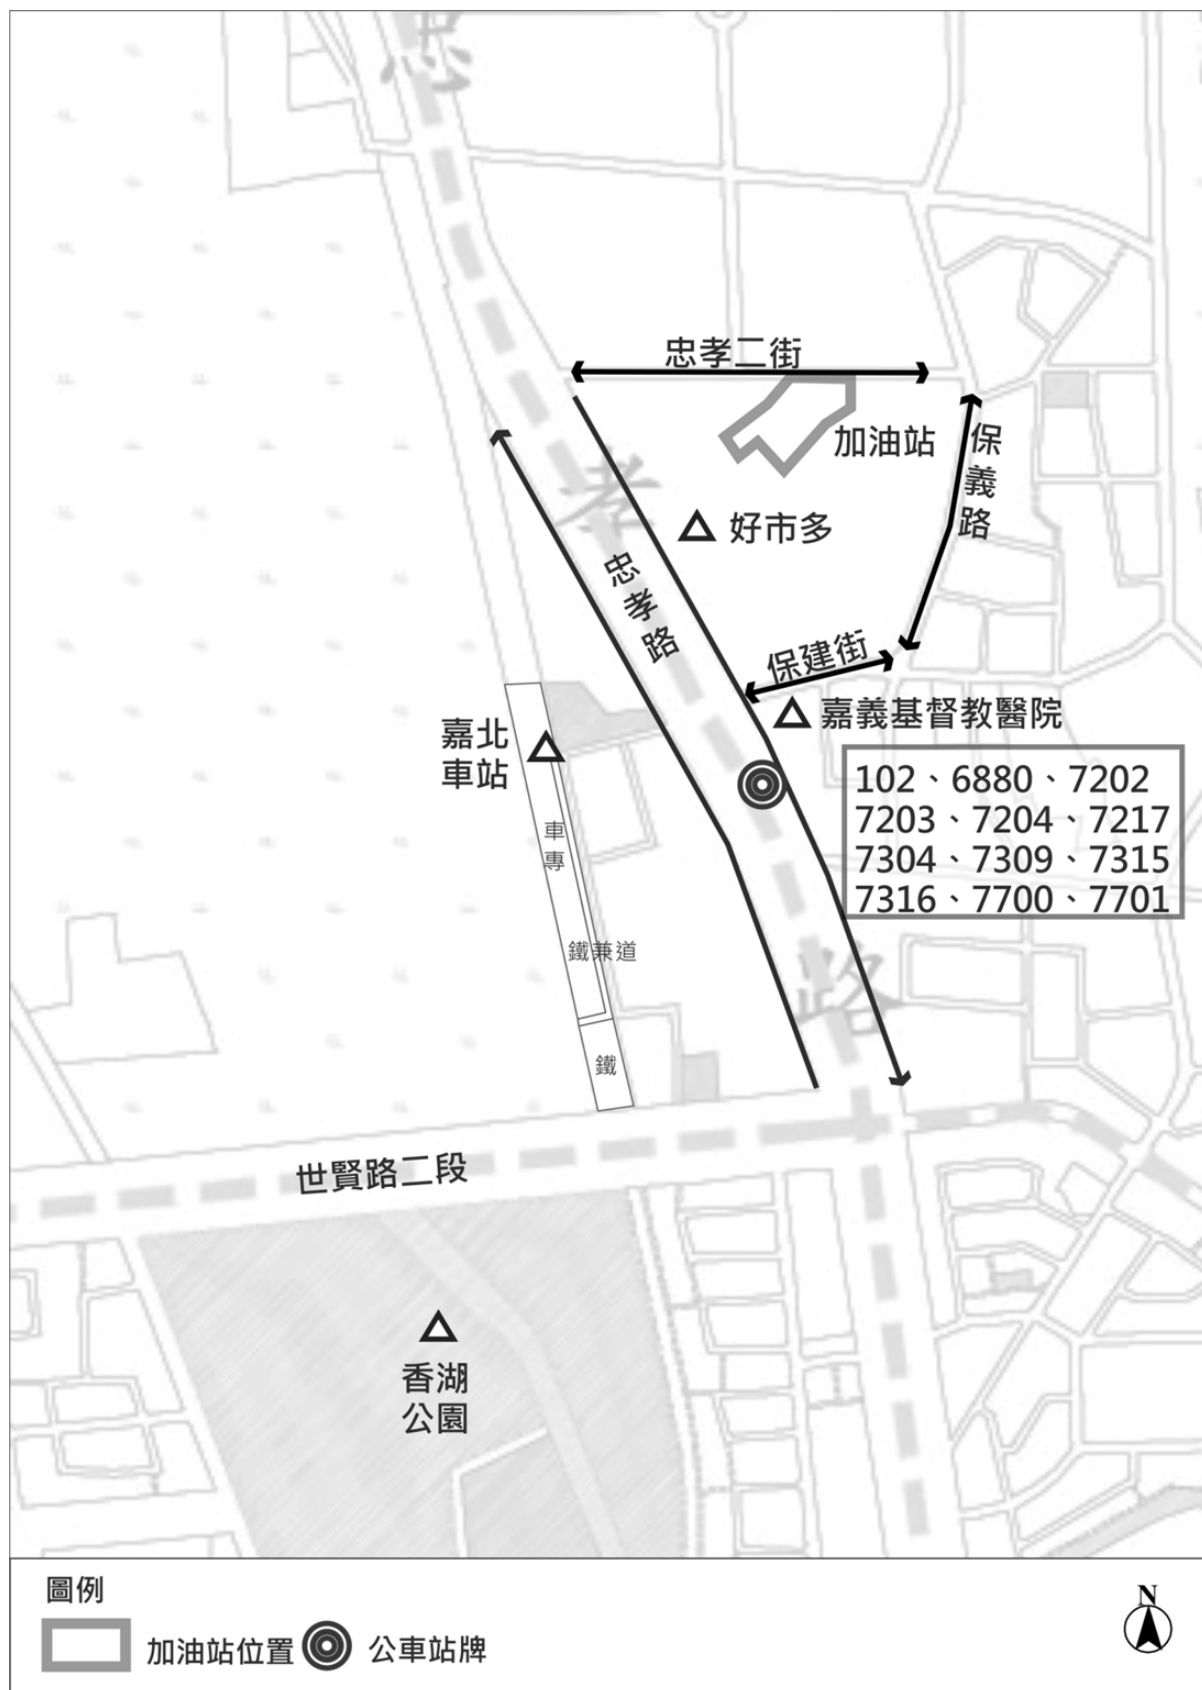 忠
忠孝二街
加油站
保義路
孝
好市多
忠孝路
保建街
嘉義基督教醫院
嘉北
車站
102、6880、7202
7203、7204、7217
7304、7309、7315
7316、7700、7701
車專
鐵兼道
路
鐵
世賢路二段
香湖
公園
圖例
加油站位置
公車站牌
N